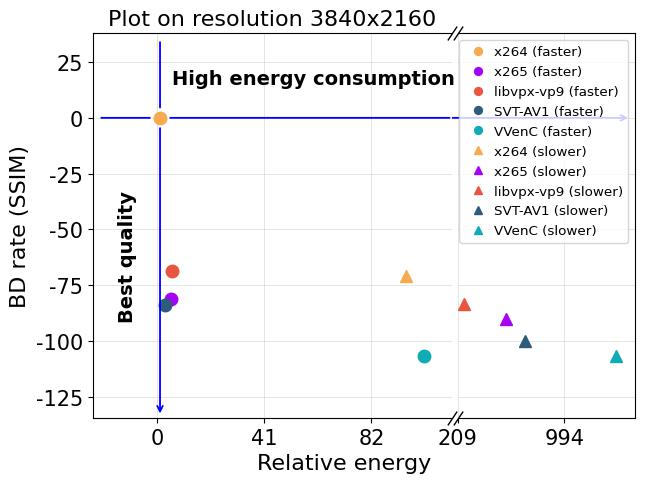 Plot on resolution 3840x2160
BD rate (SSIM)
25
0
-25
-50
-75
-100
-125
High energy consumption
Best quality
x264 (faster)
x265 (faster)
libvpx-vp9 (faster)
SVT-AV1 (faster)
VVenC (faster)
x264 (slower)
x265 (slower)
libvpx-vp9 (slower)
SVT-AV1 (slower)
VVenC (slower)
0 41 82 209 994
Relative energy